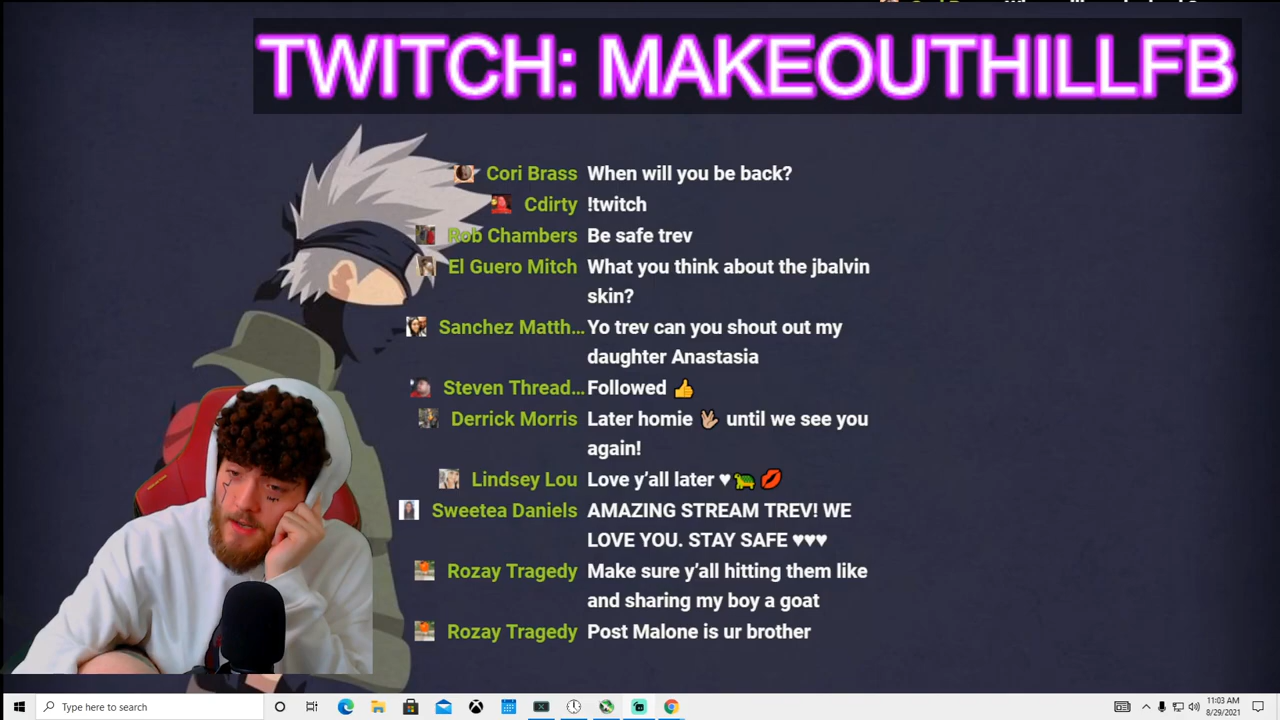 TWITCH: MAKEOUTHILLFB
Cori Brass When will you be back?
Cdirty !twitch
Rob Chambers Be safe trev
El Guero Mitch What you think about the jbalvin
skin?
Sanchez Matth... Yo trev can you shout out my
daughter Anastasia
Steven Thread... Followed 👍
Derrick Morris Later homie 🖖🏼 until we see you
again!
Lindsey Lou Love y’all later ♥🐢💋
Sweetea Daniels AMAZING STREAM TREV! WE
LOVE YOU. STAY SAFE ♥♥♥
Rozay Tragedy Make sure y’all hitting them like
and sharing my boy a goat
Rozay Tragedy Post Malone is ur brother
Type here to search
11:03 AM
8/29/2021